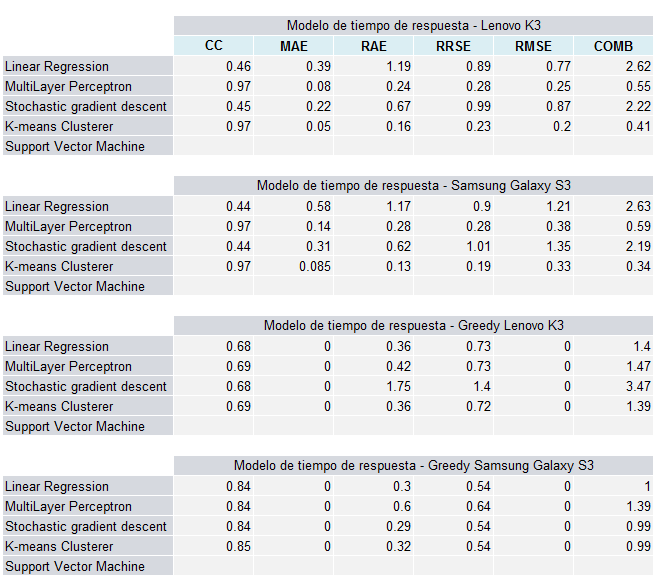 Modelo de tiempo de respuesta - Lenovo K3
CC MAE RAE RRSE RMSE COMB
Linear Regression 0.46 0.39 1.19 0.89 0.77 2.62
MultiLayer Perceptron 0.97 0.08 0.24 0.28 0.25 0.55
Stochastic gradient descent 0.45 0.22 0.67 0.99 0.87 2.22
K-means Clusterer 0.97 0.05 0.16 0.23 0.2 0.41
Support Vector Machine
Modelo de tiempo de respuesta - Samsung Galaxy S3
Linear Regression 0.44 0.58 1.17 0.9 1.21 2.63
MultiLayer Perceptron 0.97 0.14 0.28 0.28 0.38 0.59
Stochastic gradient descent 0.44 0.31 0.62 1.01 1.35 2.19
K-means Clusterer 0.97 0.085 0.13 0.19 0.33 0.34
Support Vector Machine
Modelo de tiempo de respuesta - Greedy Lenovo K3
Linear Regression 0.68 0 0.36 0.73 0 1.4
MultiLayer Perceptron 0.69 0 0.42 0.73 0 1.47
Stochastic gradient descent 0.68 0 1.75 1.4 0 3.47
K-means Clusterer 0.69 0 0.36 0.72 0 1.39
Support Vector Machine
Modelo de tiempo de respuesta - Greedy Samsung Galaxy S3
Linear Regression 0.84 0 0.3 0.54 0 1
MultiLayer Perceptron 0.84 0 0.6 0.64 0 1.39
Stochastic gradient descent 0.84 0 0.29 0.54 0 0.99
K-means Clusterer 0.85 0 0.32 0.54 0 0.99
Support Vector Machine